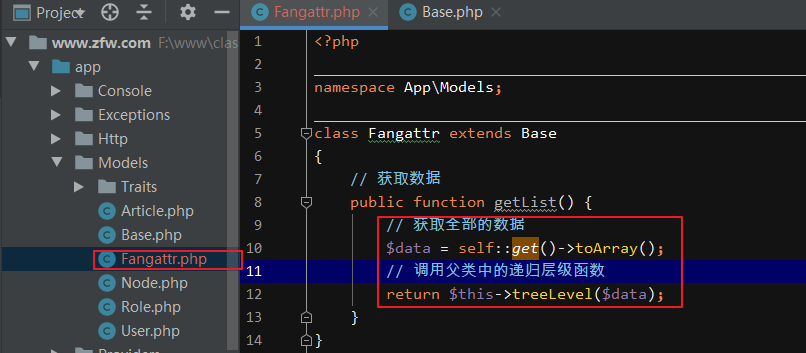 Project
Fangattr.php
Base.php
www.zfw.com F:\www\clas
app
Console
Exceptions
Http
Models
Traits
Article.php
Base.php
Fangattr.php
Node.php
Role.php
User.php
1 <?php
2
3 namespace App\Models;
4
5 class Fangattr extends Base
6 {
7 // 获取数据
8 public function getList() {
9 // 获取全部的数据
10 $data = self::get()->toArray();
11 // 调用父类中的递归层级函数
12 return $this->treeLevel($data);
13 }
14 }